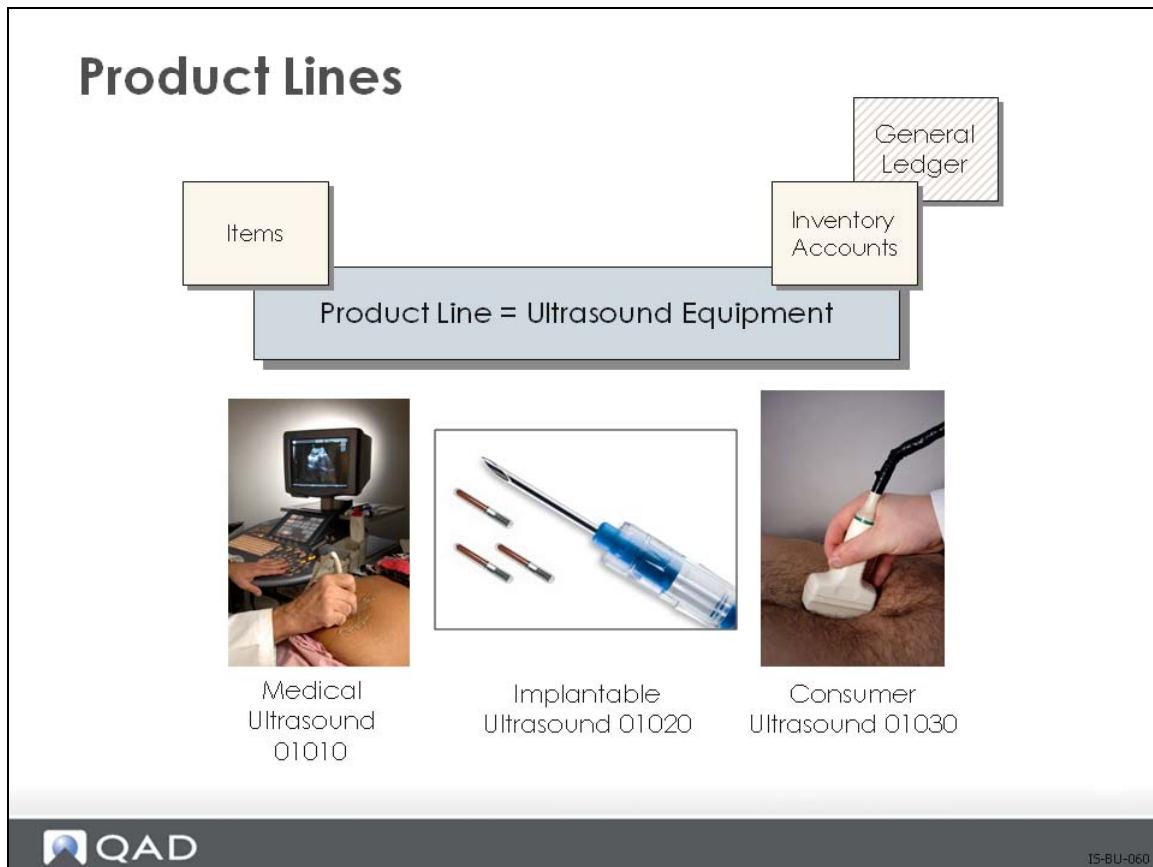 Product Lines
General
Ledger
Items
Inventory
Accounts
Product Line = Ultrasound Equipment
Medical
Ultrasound
01010
Implantable
Ultrasound 01020
Consumer
Ultrasound 01030
QAD
IS-BU-060